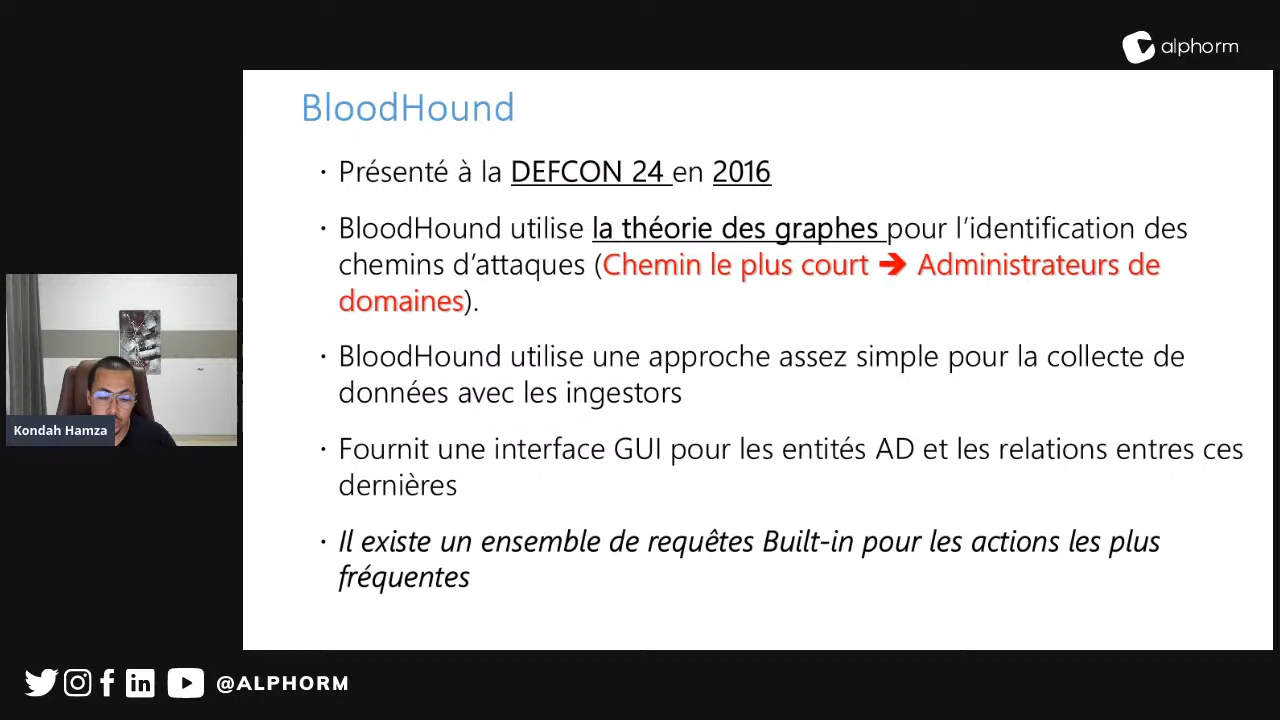 alphorm
BloodHound
• Présenté à la DEFCON 24 en 2016
• BloodHound utilise la théorie des graphes pour l’identification des
chemins d’attaques (Chemin le plus court ➔ Administrateurs de
domaines).
• BloodHound utilise une approche assez simple pour la collecte de
données avec les ingestors
• Fournit une interface GUI pour les entités AD et les relations entres ces
dernières
• Il existe un ensemble de requêtes Built-in pour les actions les plus
fréquentes
Kondah Hamza
@ALPHORM